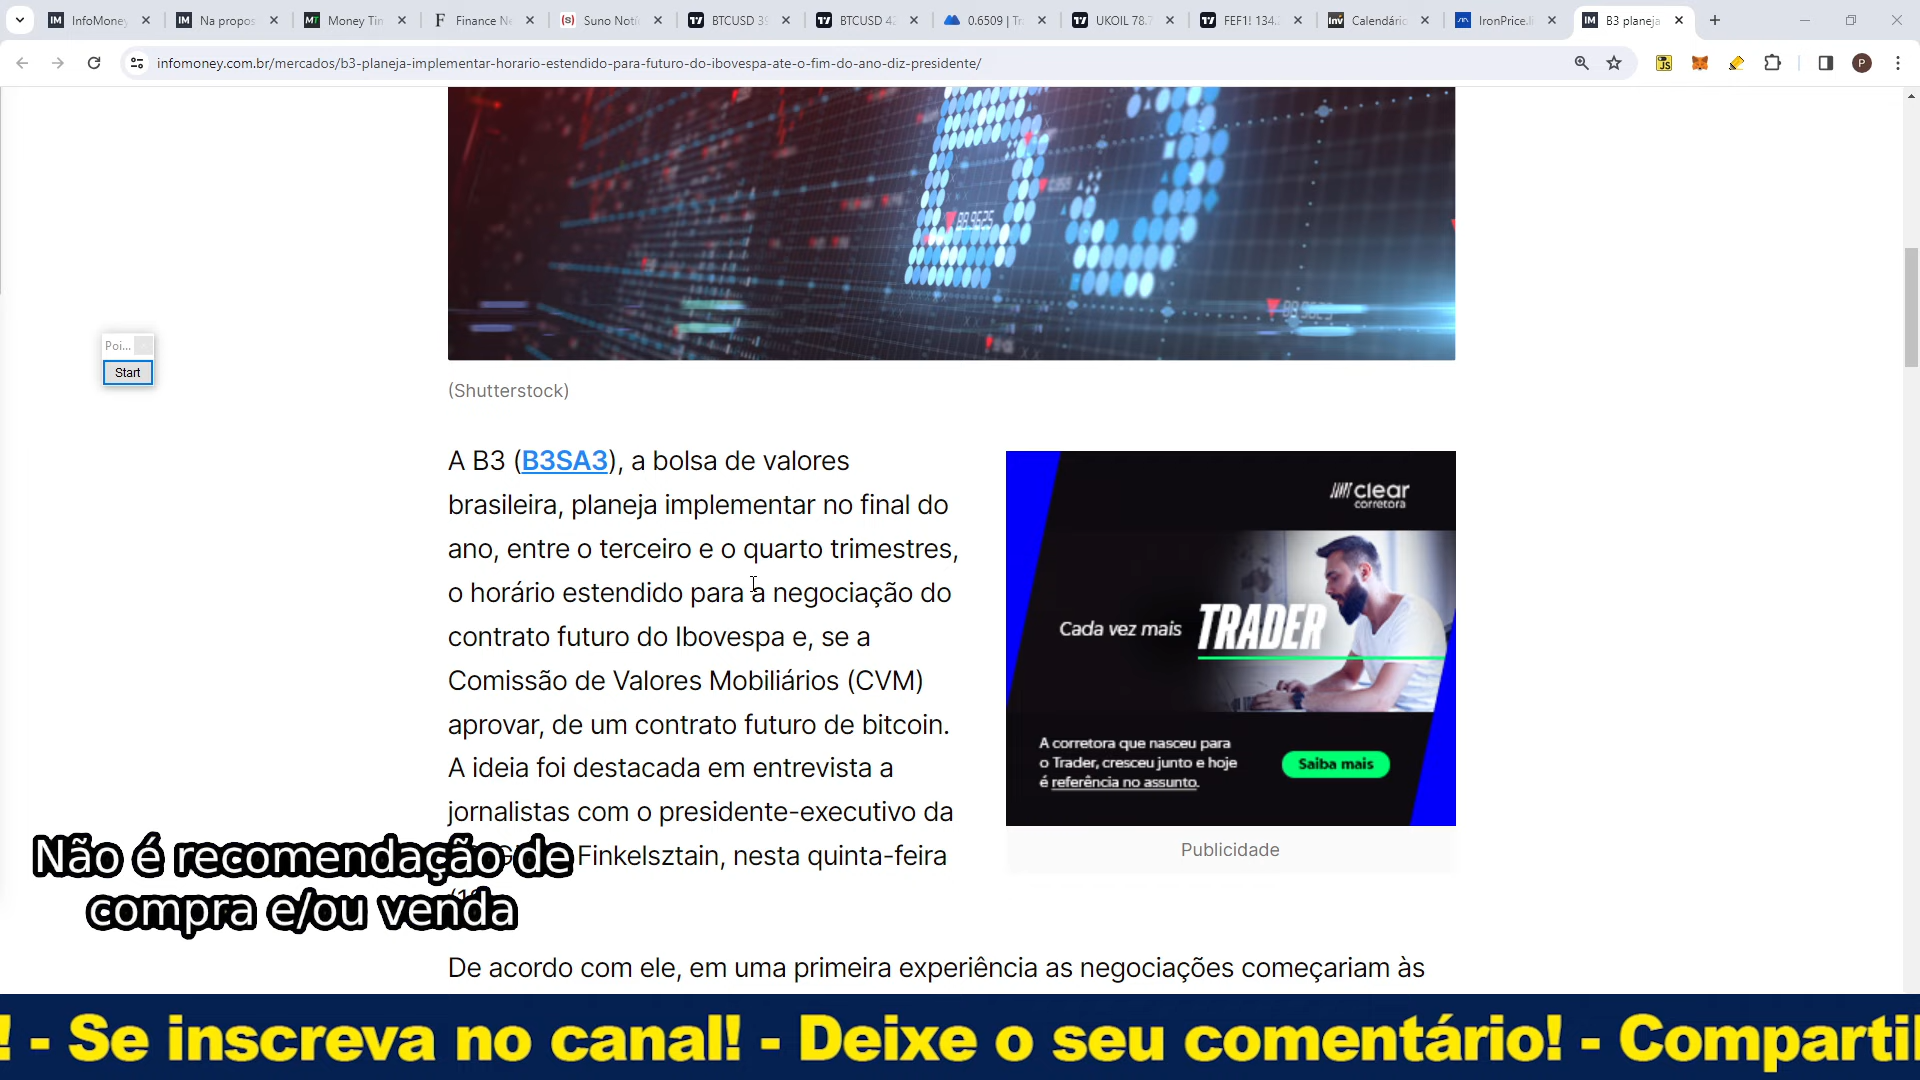 InfoMoney
Na propos
Money Tim
Finance Ne
Suno Notí
BTCUSD 39
BTCUSD 42
0.6509 | Tr
UKOIL 78.7
FEF1! 134.
Calendário
IronPrice.li
B3 planeja
infomoney.com.br/mercados/b3-planeja-implementar-horario-estendido-para-futuro-do-ibovespa-ate-o-fim-do-ano-diz-presidente/
Poi...
Start
(Shutterstock)
A B3 (B3SA3), a bolsa de valores
brasileira, planeja implementar no final do
ano, entre o terceiro e o quarto trimestres,
o horário estendido para a negociação do
contrato futuro do Ibovespa e, se a
Comissão de Valores Mobiliários (CVM)
aprovar, de um contrato futuro de bitcoin.
A ideia foi destacada em entrevista a
jornalistas com o presidente-executivo da
Finkelsztain, nesta quinta-feira
clear
corretora
Cada vez mais TRADER
A corretora que nasceu para
o Trader, cresceu junto e hoje
é referência no assunto.
Saiba mais
Publicidade
Não é recomendação de
compra e/ou venda
De acordo com ele, em uma primeira experiência as negociações começariam às
! - Se inscreva no canal! - Deixe o seu comentário! - Compartil